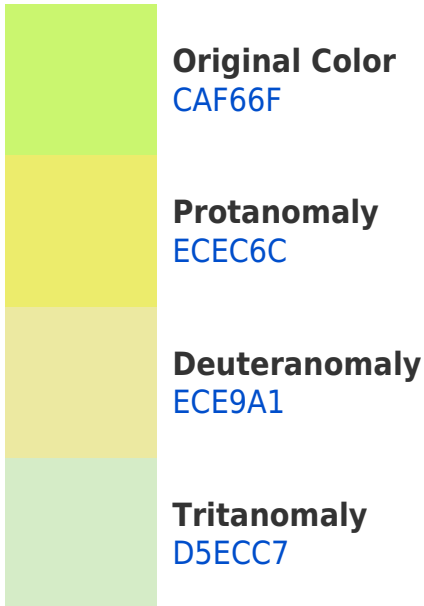 Original Color
CAF66F
Protanomaly
ECEC6C
Deuteranomaly
ECE9A1
Tritanomaly
D5ECC7